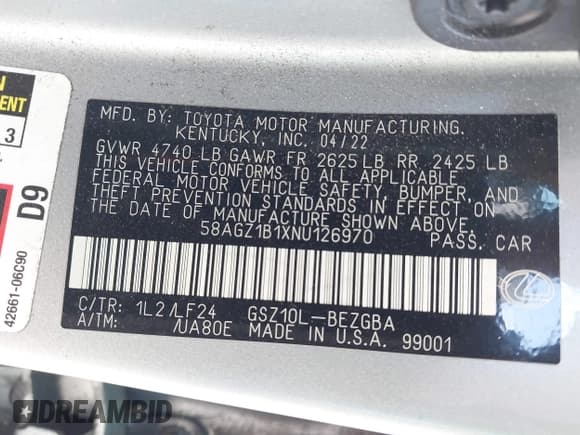 MFD. BY: TOYOTA MOTOR MANUFACTURING,
KENTUCKY, INC. 04/22
GVWR 4740 LB GAWR FR 2625 LB RR 2425 LB
THIS VEHICLE CONFORMS TO ALL APPLICABLE
FEDERAL MOTOR VEHICLE SAFETY, BUMPER, AND
THEFT PREVENTION STANDARDS IN EFFECT ON
THE DATE OF MANUFACTURE SHOWN ABOVE.
58AGZ1B1XNU126970 PASS. CAR
C/TR: 1L2/LF24 GSZ10L-BEZGBA
A/TM: /UA80E MADE IN U.S.A. 99001
3
D9
42661-06C90
DREAMBID